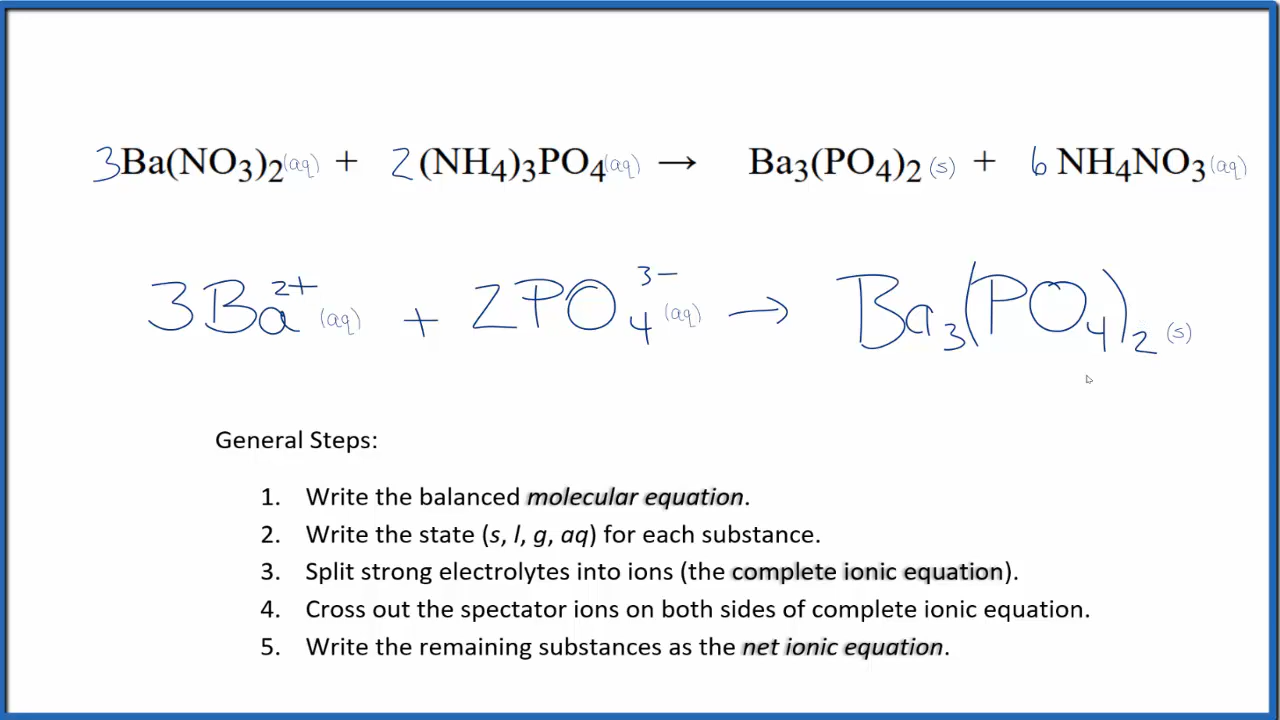 3Ba(NO3)2(aq) + 2(NH4)3PO4(aq) → Ba3(PO4)2(s) + 6NH4NO3(aq)
3Ba²⁺(aq) + 2PO₄³⁻(aq) → Ba₃(PO₄)₂(s)
General Steps:
1. Write the balanced molecular equation.
2. Write the state (s, l, g, aq) for each substance.
3. Split strong electrolytes into ions (the complete ionic equation).
4. Cross out the spectator ions on both sides of complete ionic equation.
5. Write the remaining substances as the net ionic equation.